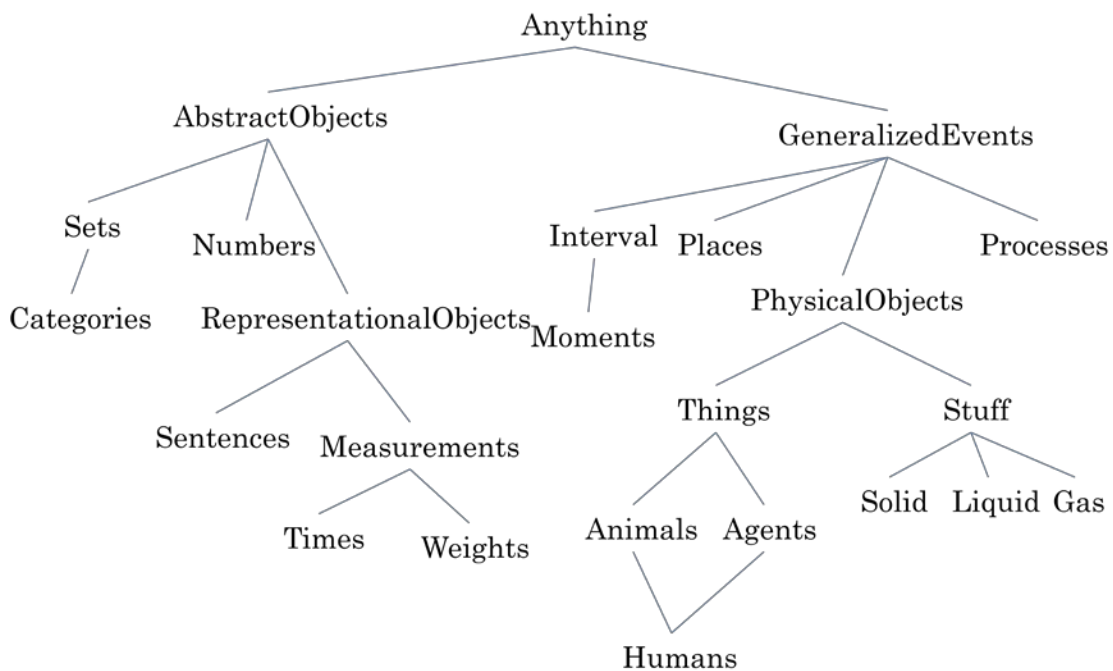 Anything
AbstractObjects
GeneralizedEvents
Sets
Numbers
Interval
Places
Processes
Categories
RepresentationalObjects
Moments
PhysicalObjects
Sentences
Measurements
Things
Stuff
Times
Weights
Animals
Agents
Solid
Liquid
Gas
Humans